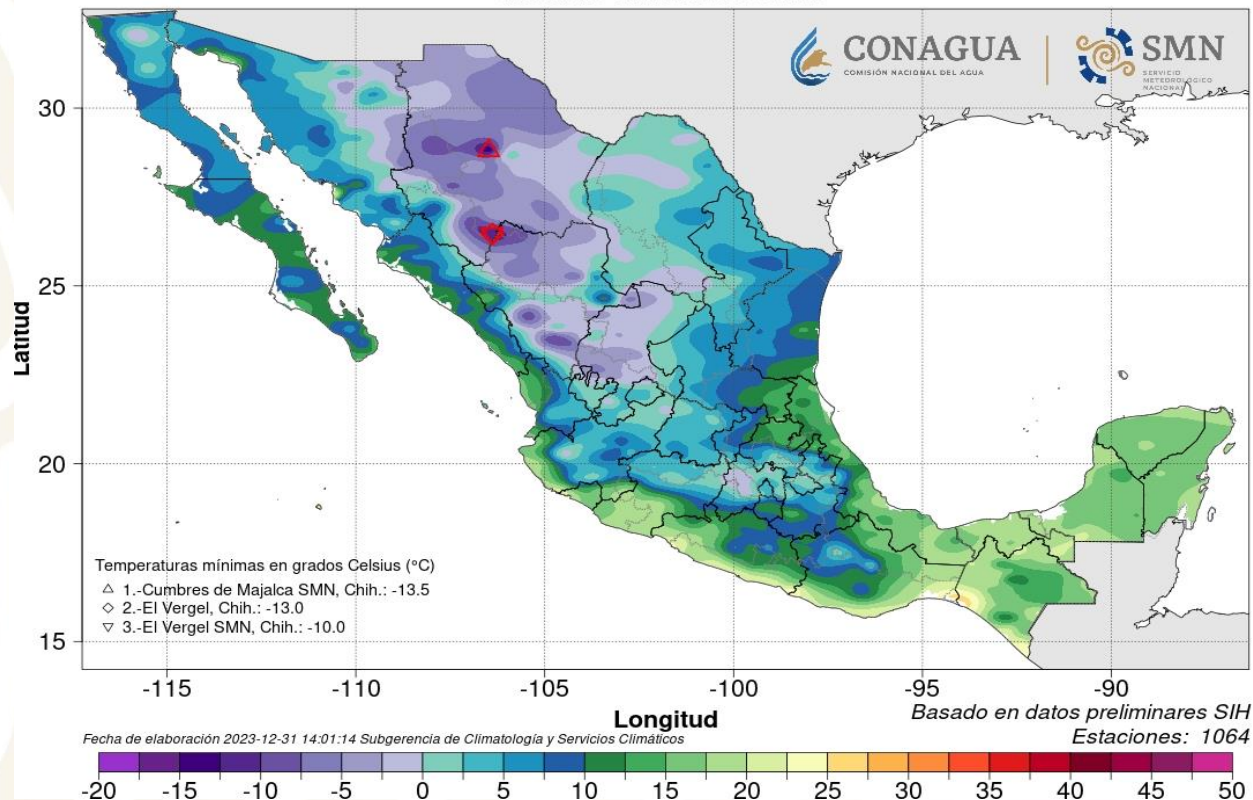 CONAGUA
COMISIÓN NACIONAL DEL AGUA
SMN
SERVICIO
METEOROLÓGICO
NACIONAL
30
25
20
15
Latitud
Temperaturas mínimas en grados Celsius (°C)
△ 1.-Cumbres de Majalca SMN, Chih.: -13.5
◇ 2.-El Vergel, Chih.: -13.0
▽ 3.-El Vergel SMN, Chih.: -10.0
-115 -110 -105 -100 -95 -90
Longitud
Basado en datos preliminares SIH
Fecha de elaboración 2023-12-31 14:01:14 Subgerencia de Climatología y Servicios Climáticos
Estaciones: 1064
-20 -15 -10 -5 0 5 10 15 20 25 30 35 40 45 50